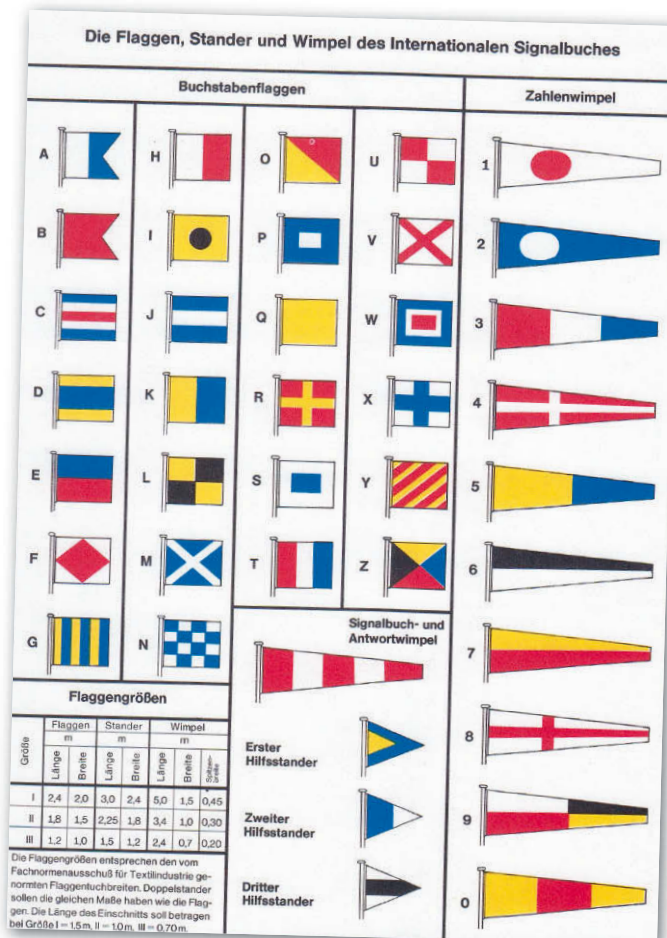 Die Flaggen, Stander und Wimpel des Internationalen Signalbuches
Buchstabenflaggen
A
B
C
D
E
F
G
H
I
J
K
L
M
N
O
P
Q
R
S
T
U
V
W
X
Y
Z
Zahlenwimpel
1
2
3
4
5
6
7
8
9
0
Signalbuch- und
Antwortwimpel
Erster
Hilfsstander
Zweiter
Hilfsstander
Dritter
Hilfsstander
Flaggengrößen
Größe Flaggen Stander Wimpel
m m m
Länge Breite Länge Breite Länge Breite Spitzen-
breite
I 2,4 2,0 3,0 2,4 5,0 1,5 0,45
II 1,8 1,5 2,25 1,8 3,4 1,0 0,30
III 1,2 1,0 1,5 1,2 2,4 0,7 0,20
Die Flaggengrößen entsprechen den vom
Fachnormenausschuß für Textilindustrie ge-
normten Flaggentuchbreiten. Doppelstander
sollen die gleichen Maße haben wie die Flag-
gen. Die Länge des Einschnitts soll betragen
bei Größe I = 1,5 m, II = 1,0 m, III = 0,70 m.